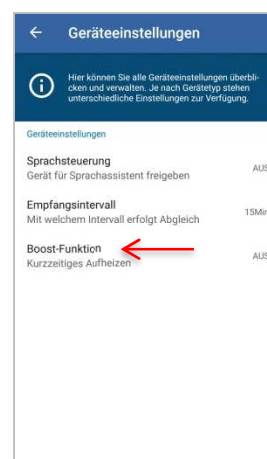 Geräteeinstellungen
Hier können Sie alle Geräteeinstellungen überbli-
cken und verwalten. Je nach Gerätetyp stehen
unterschiedliche Einstellungen zur Verfügung.
Geräteeinstellungen
Sprachsteuerung
Gerät für Sprachassistent freigeben
AUS
Empfangsintervall
Mit welchem Intervall erfolgt Abgleich
15Min
Boost-Funktion
Kurzzeitiges Aufheizen
AUS